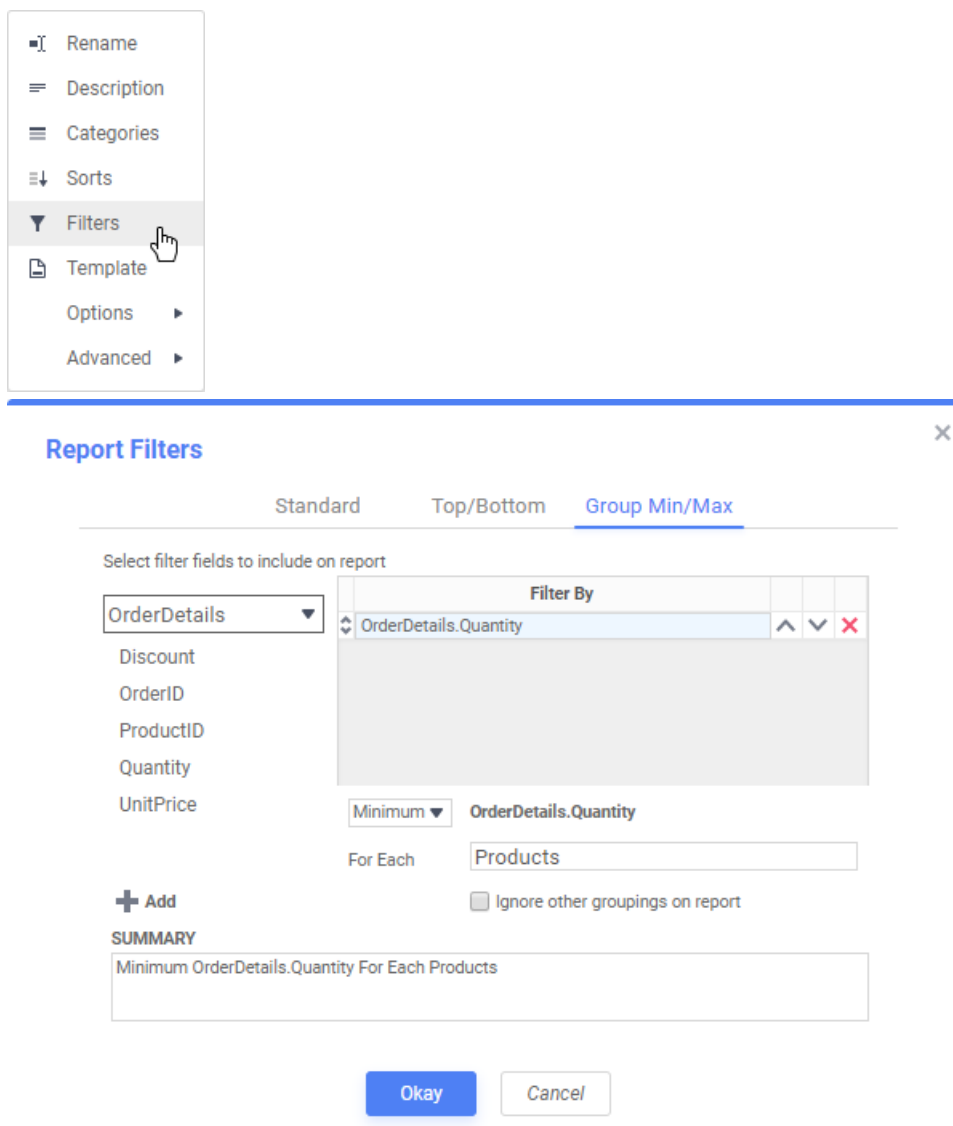 Rename
Description
Categories
Sorts
Filters
Template
Options
Advanced
Report Filters
Standard Top/Bottom Group Min/Max
Select filter fields to include on report
Filter By
OrderDetails
OrderDetails.Quantity
Discount
OrderID
ProductID
Quantity
UnitPrice
Minimum OrderDetails.Quantity
For Each Products
Add
Ignore other groupings on report
SUMMARY
Minimum OrderDetails.Quantity For Each Products
Okay Cancel